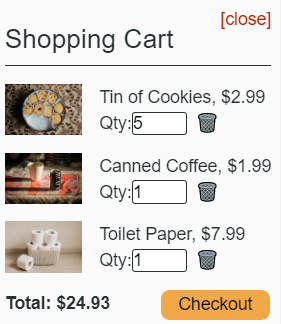 [close]
Shopping Cart
Tin of Cookies, $2.99
Qty:5
Canned Coffee, $1.99
Qty:1
Toilet Paper, $7.99
Qty:1
Total: $24.93
Checkout